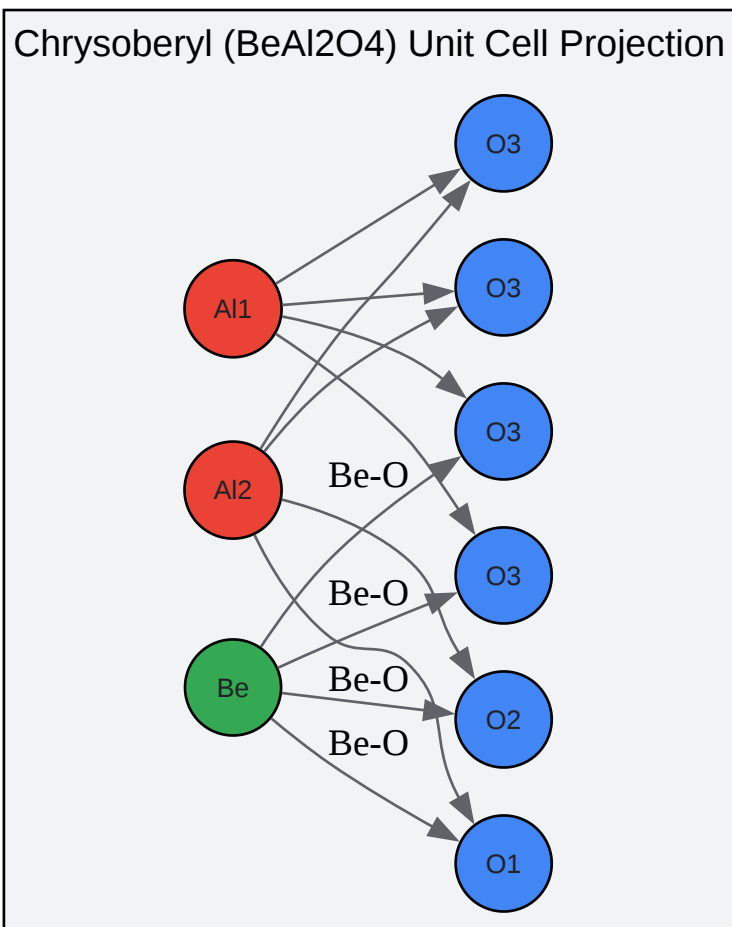 Chrysoberyl (BeAl2O4) Unit Cell Projection
O3
O3
Al1
O3
Be-O
Al2
O3
Be-O
Be-O
Be
O2
Be-O
O1